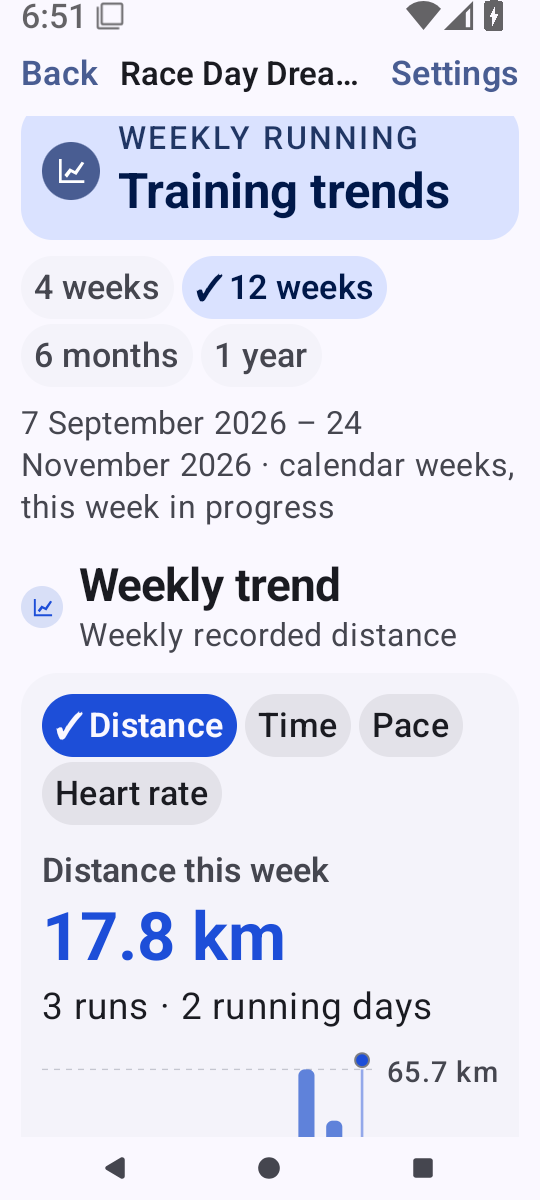 6:51
Back Race Day Drea... Settings
WEEKLY RUNNING
Training trends
4 weeks ✓12 weeks
6 months 1 year
7 September 2026 – 24
November 2026 · calendar weeks,
this week in progress
Weekly trend
Weekly recorded distance
✓Distance Time Pace
Heart rate
Distance this week
17.8 km
3 runs · 2 running days
65.7 km